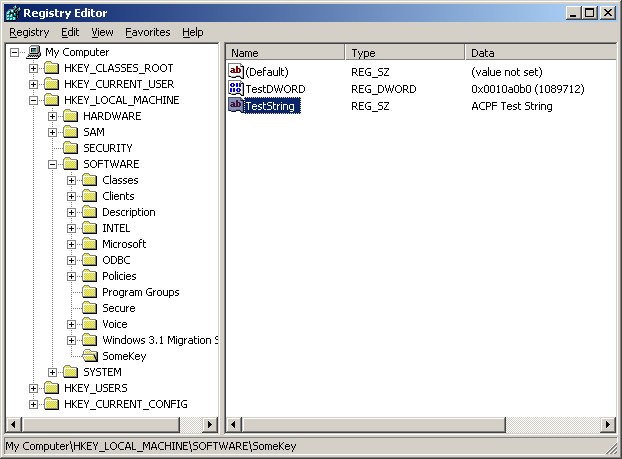 Registry Editor
Registry Edit View Favorites Help
My Computer
HKEY_CLASSES_ROOT
HKEY_CURRENT_USER
HKEY_LOCAL_MACHINE
HARDWARE
SAM
SECURITY
SOFTWARE
Classes
Clients
Description
INTEL
Microsoft
ODBC
Policies
Program Groups
Secure
Voice
Windows 3.1 Migration S
SomeKey
SYSTEM
HKEY_USERS
HKEY_CURRENT_CONFIG
Name Type Data
ab (Default) REG_SZ (value not set)
TestDWORD REG_DWORD 0x0010a0b0 (1089712)
ab TestString REG_SZ ACPF Test String
My Computer\HKEY_LOCAL_MACHINE\SOFTWARE\SomeKey